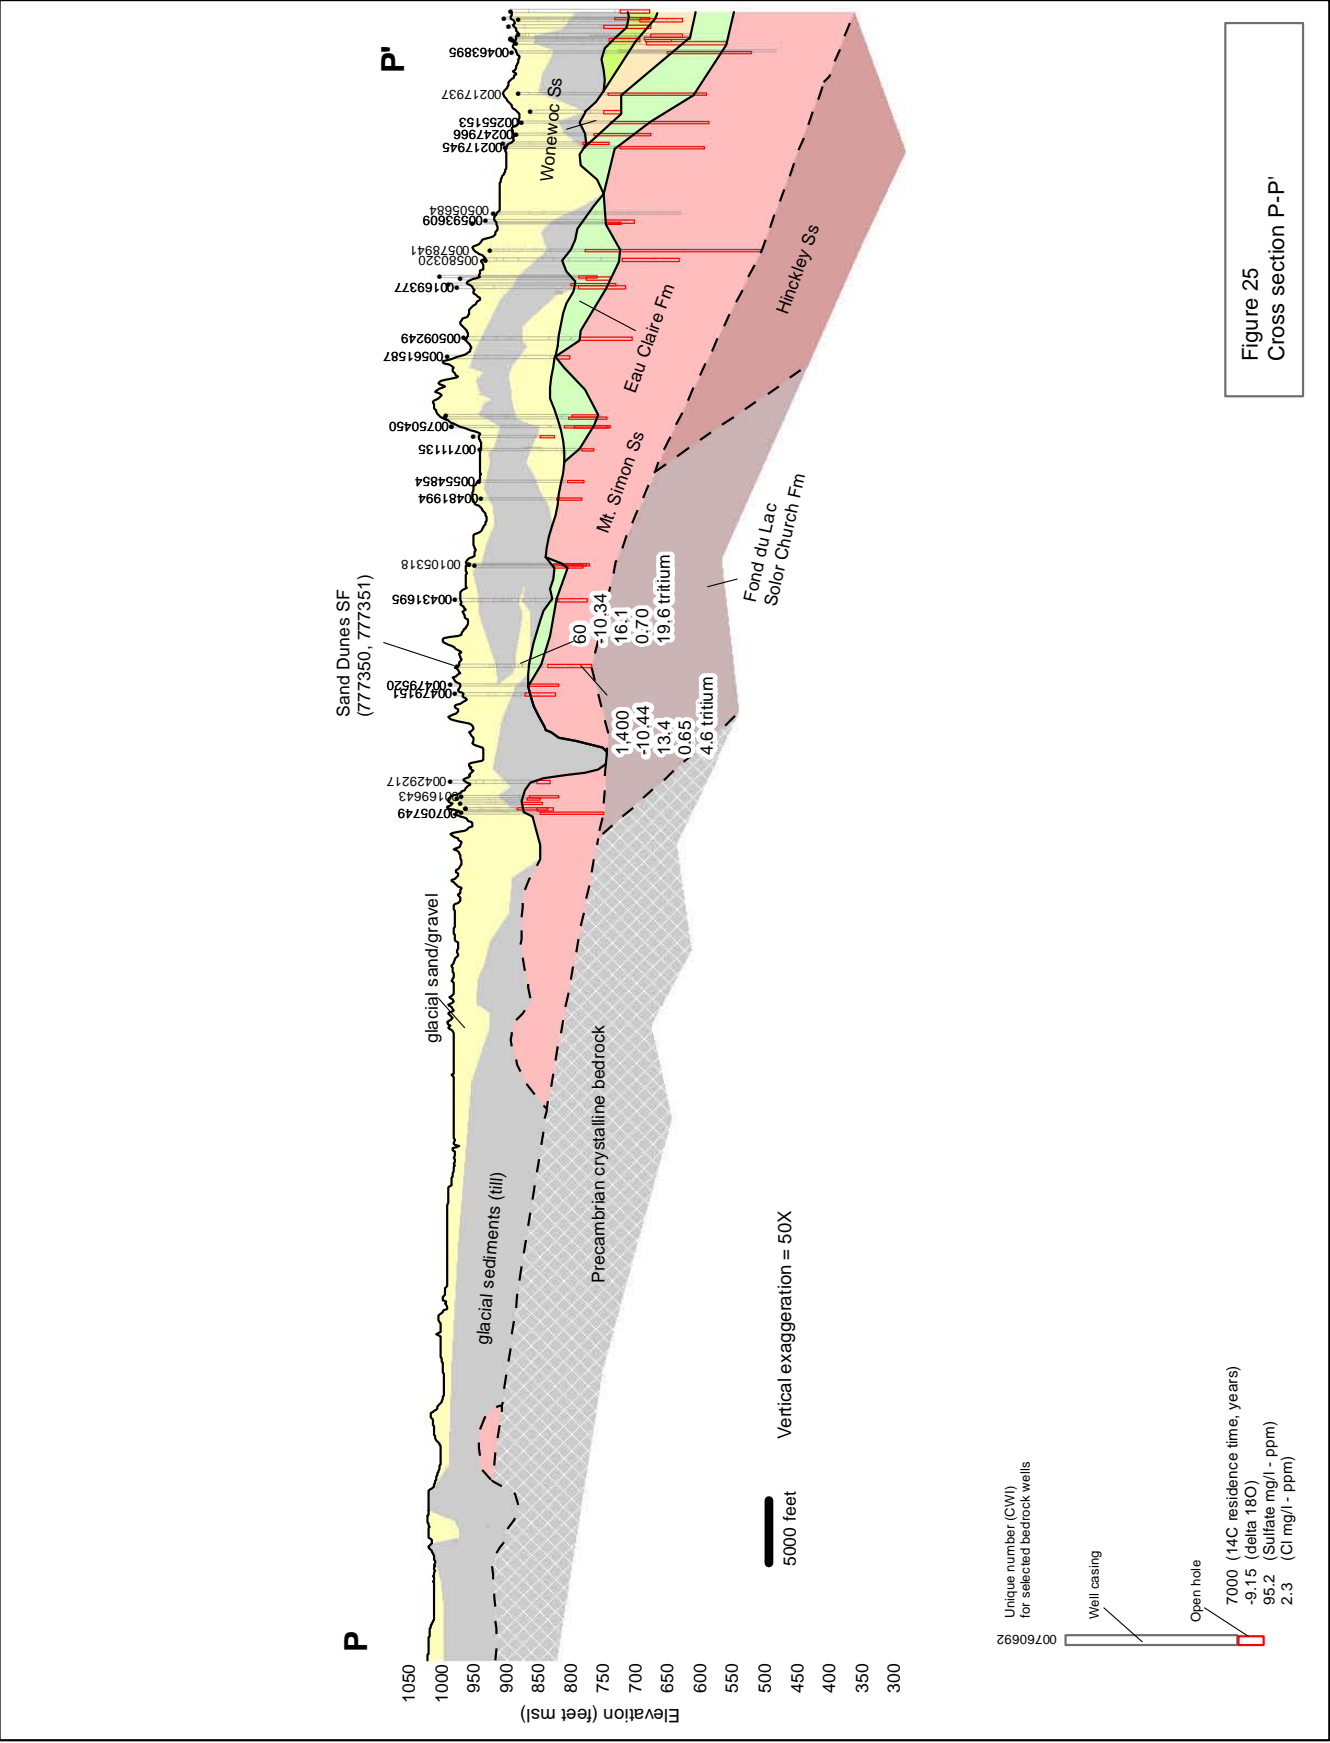 P
P'
00705749
00169643
00429217
00479151
00479520
Sand Dunes SF
(777350, 777351)
00431695
00105318
00481994
00554854
00711135
00750450
00561587
00509249
00169377
00580320
00578941
00593609
00505684
00217945
00247966
00255153
00217937
00463895
glacial sand/gravel
glacial sediments (till)
Precambrian crystalline bedrock
Wonewoc Ss
Eau Claire Fm
Mt. Simon Ss
Hinckley Ss
Fond du Lac
Solor Church Fm
60
-10.34
16.1
0.70
19.6 tritium
1,400
-10.44
13.4
0.65
4.6 tritium
1050
1000
950
900
850
800
750
700
650
600
550
500
450
400
350
300
Elevation (feet msl)
5000 feet
Vertical exaggeration = 50X
Unique number (CWI)
for selected bedrock wells
00760692
Well casing
Open hole
7000 (14C residence time, years)
-9.15 (delta 18O)
95.2 (Sulfate mg/l - ppm)
2.3 (Cl mg/l - ppm)
Figure 25
Cross section P-P'